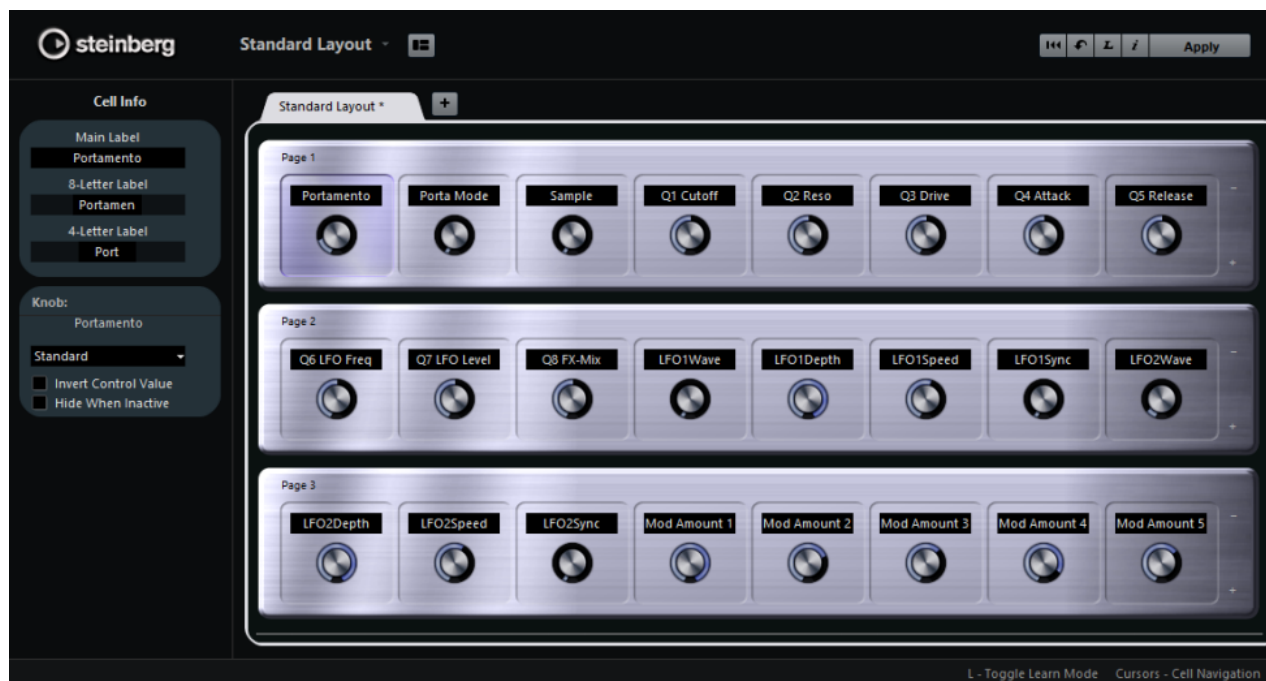 steinberg
Standard Layout
L i Apply
Cell Info
Main Label
Portamento
8-Letter Label
Portamen
4-Letter Label
Port
Knob:
Portamento
Standard
Invert Control Value
Hide When Inactive
Standard Layout * +
Page 1
Portamento Porta Mode Sample Q1 Cutoff Q2 Reso Q3 Drive Q4 Attack Q5 Release
Page 2
Q6 LFO Freq Q7 LFO Level Q8 FX-Mix LFO1Wave LFO1Depth LFO1Speed LFO1Sync LFO2Wave
Page 3
LFO2Depth LFO2Speed LFO2Sync Mod Amount 1 Mod Amount 2 Mod Amount 3 Mod Amount 4 Mod Amount 5
L - Toggle Learn Mode Cursors - Cell Navigation